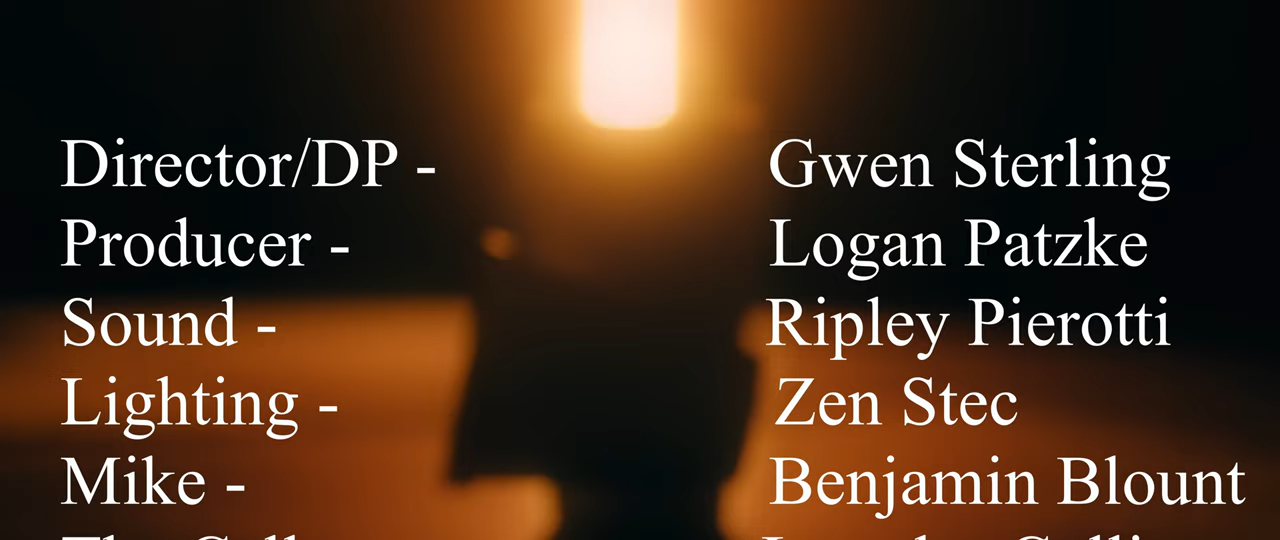 Director/DP - Gwen Sterling
Producer - Logan Patzke
Sound - Ripley Pierotti
Lighting - Zen Stec
Mike - Benjamin Blount